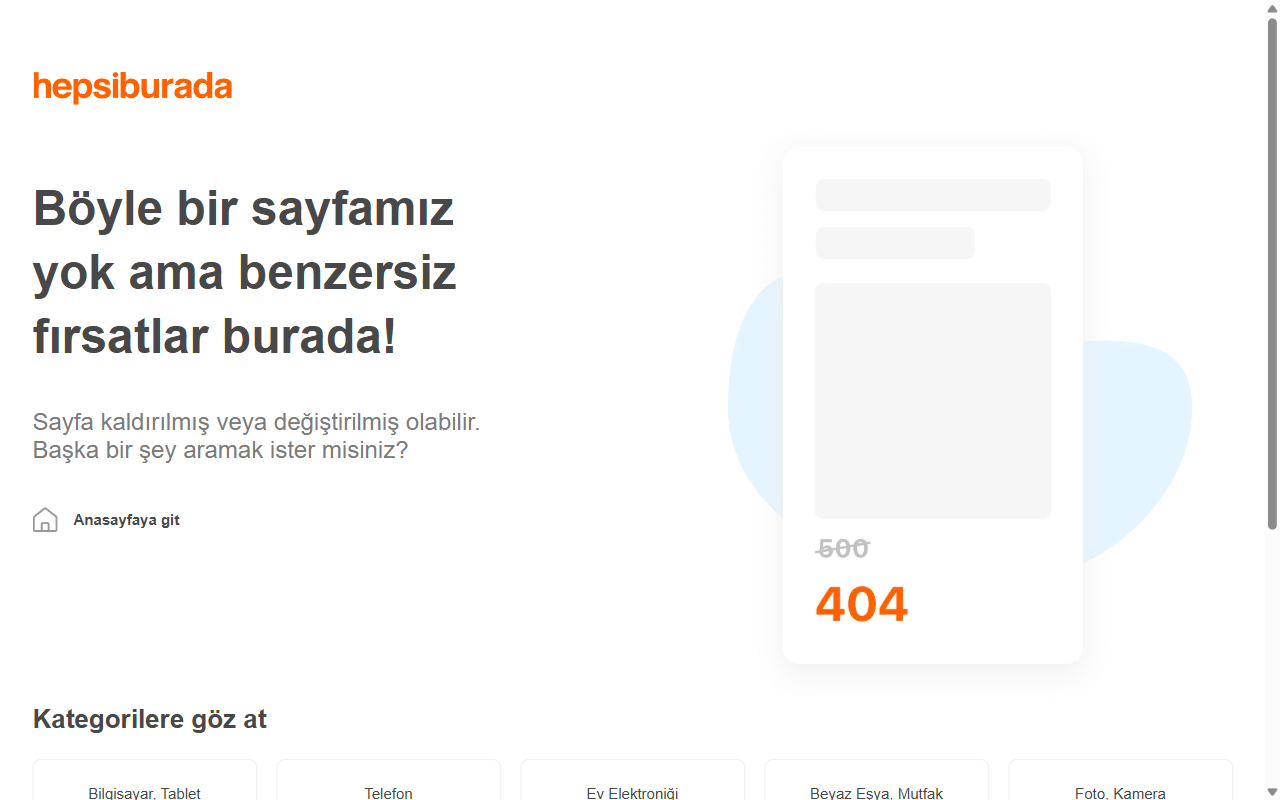 hepsiburada
Böyle bir sayfamız
yok ama benzersiz
fırsatlar burada!
Sayfa kaldırılmış veya değiştirilmiş olabilir.
Başka bir şey aramak ister misiniz?
Anasayfaya git
500
404
Kategorilere göz at
Bilgisayar, Tablet
Telefon
Ev Elektroniği
Beyaz Eşya, Mutfak
Foto, Kamera